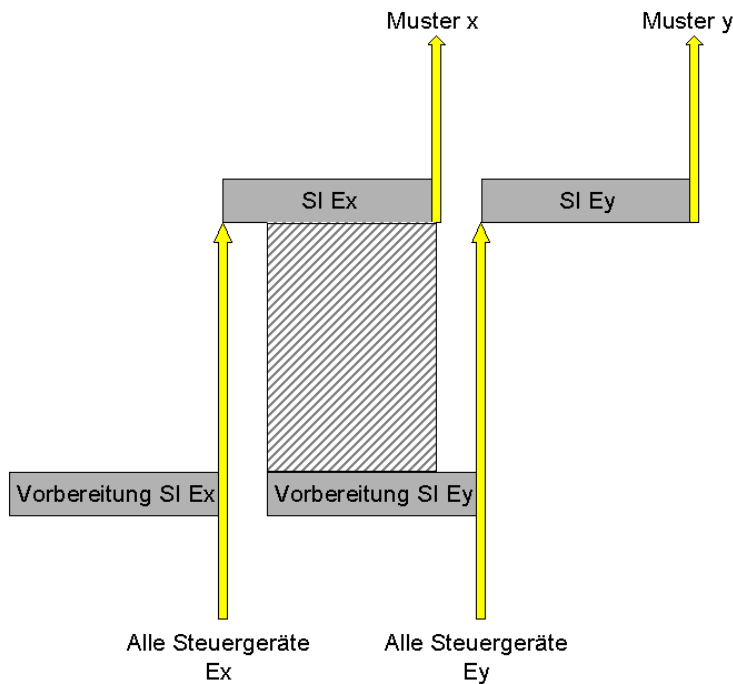 Muster x
Muster y
SI Ex
SI Ey
Vorbereitung SI Ex
Vorbereitung SI Ey
Alle Steuergeräte
Ex
Alle Steuergeräte
Ey